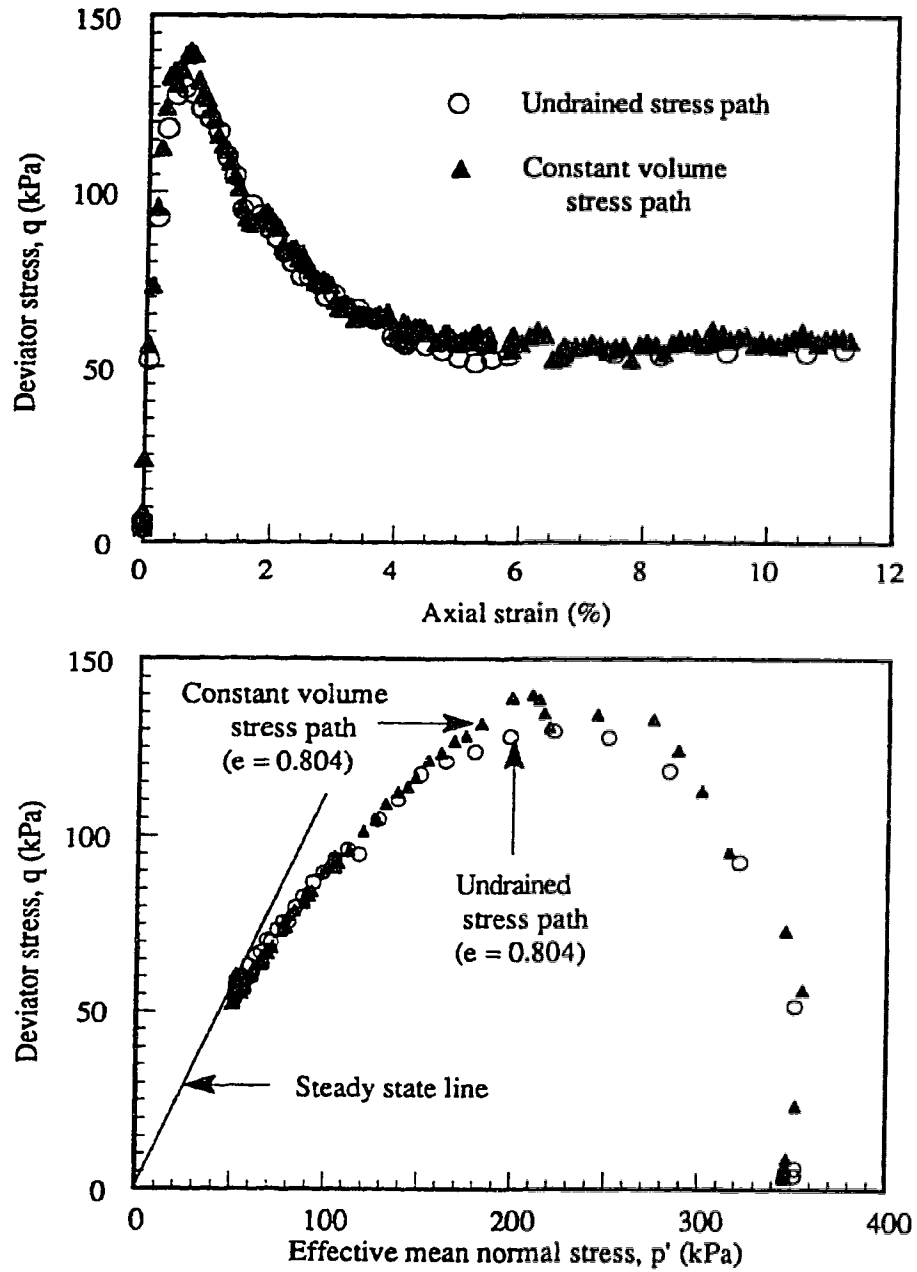 150
100
50
0
Deviator stress, q (kPa)
Undrained stress path
Constant volume
stress path
0 2 4 6 8 10 12
Axial strain (%)
150
100
50
0
Deviator stress, q (kPa)
Constant volume
stress path
(e = 0.804)
Undrained
stress path
(e = 0.804)
Steady state line
0 100 200 300 400
Effective mean normal stress, p' (kPa)